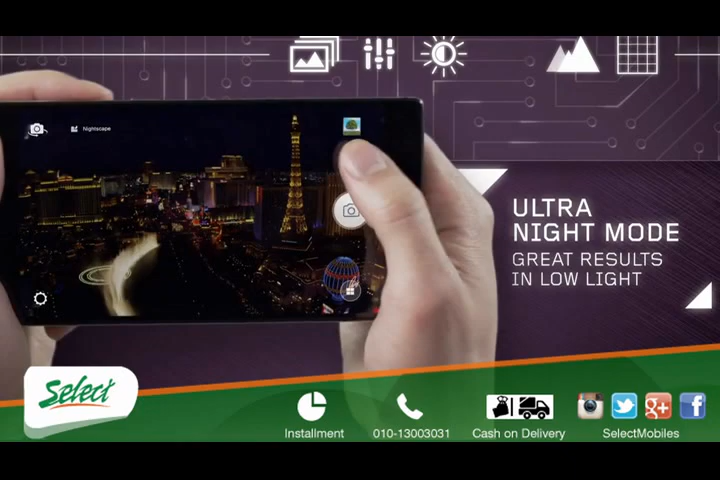 Nightscape
ULTRA
NIGHT MODE
GREAT RESULTS
IN LOW LIGHT
Select
Installment
010-13003031
Cash on Delivery
SelectMobiles